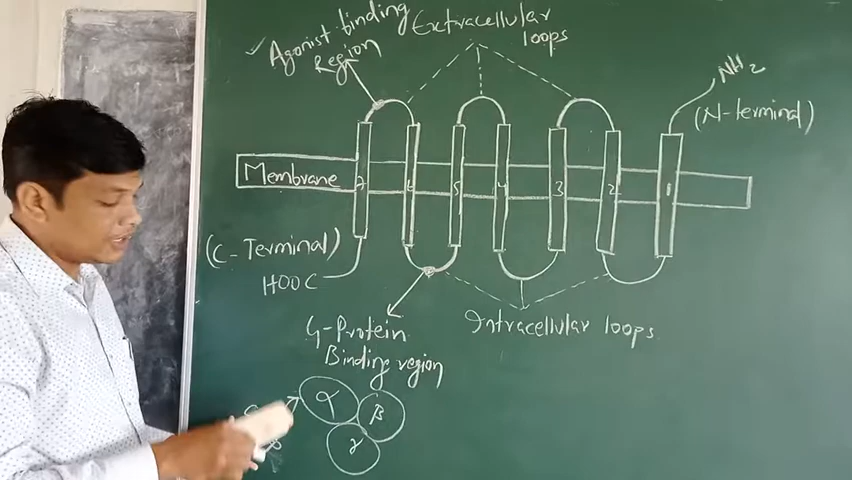 Agonist binding
Region
Extracellular
loops
NH2
(N-terminal)
Membrane
7 6 5 4 3 2 1
(C-Terminal)
HOOC
G-Protein
Binding region
Intracellular loops
α β
γ